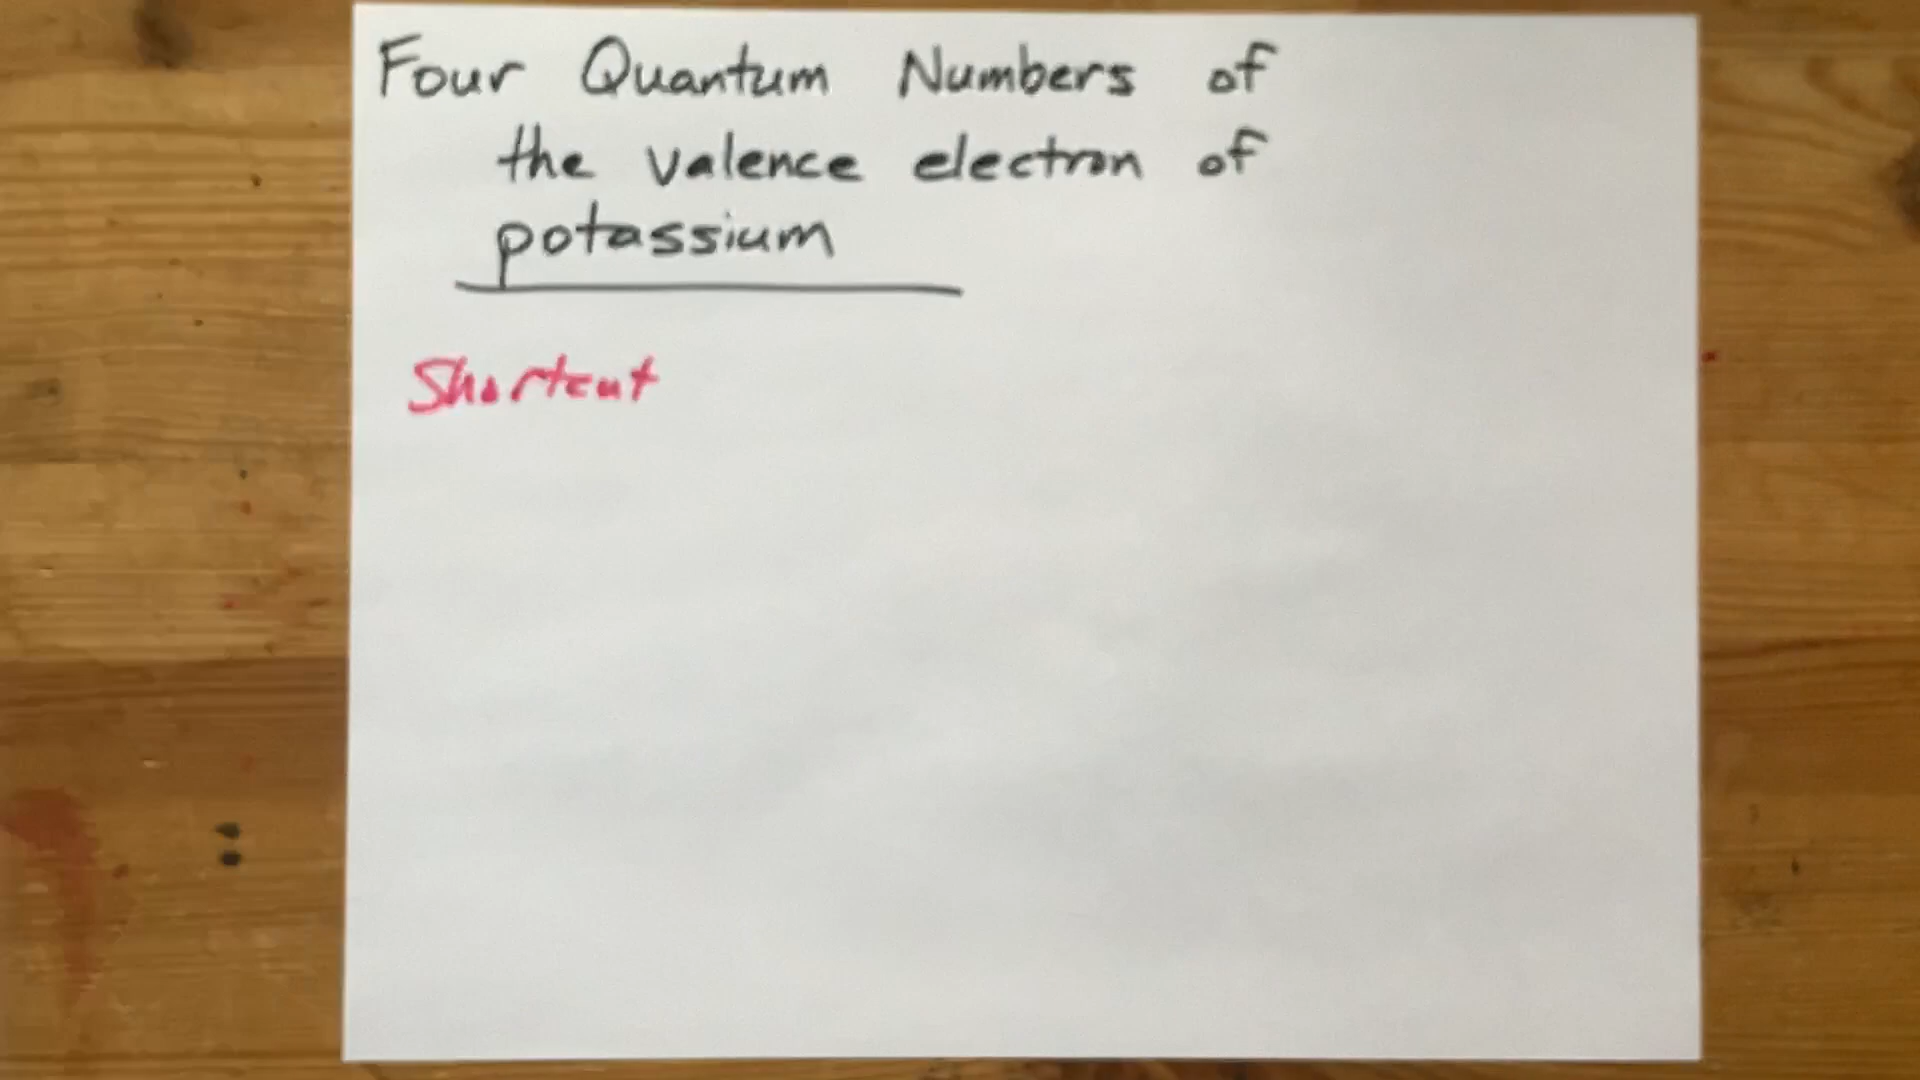 Four Quantum Numbers of
the valence electron of
potassium
Shortcut